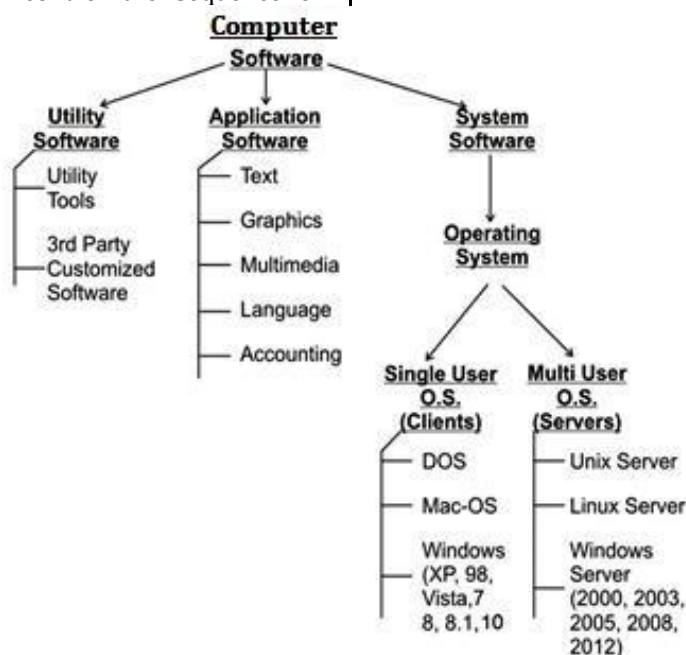 Computer
Software
Utility
Software
Utility
Tools
3rd Party
Customized
Software
Application
Software
Text
Graphics
Multimedia
Language
Accounting
System
Software
Operating
System
Single User
O.S.
(Clients)
DOS
Mac-OS
Windows
(XP, 98,
Vista,7
8, 8.1,10
Multi User
O.S.
(Servers)
Unix Server
Linux Server
Windows
Server
(2000, 2003,
2005, 2008,
2012)